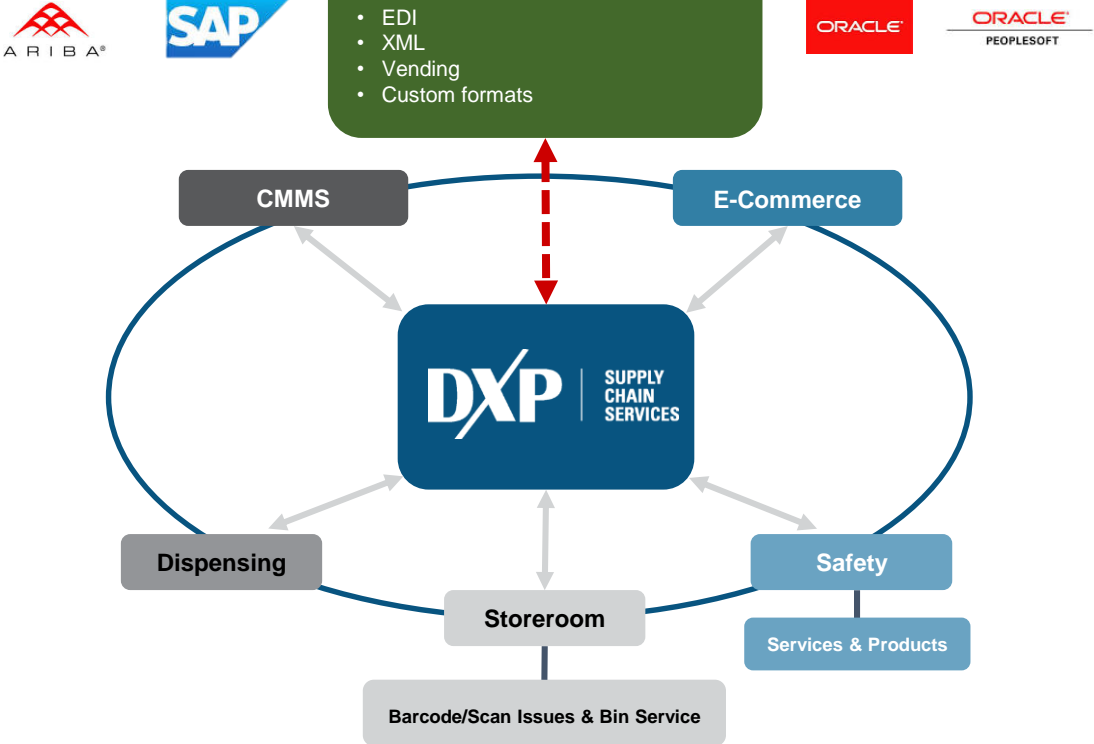 ARIBA®
SAP
• EDI
• XML
• Vending
• Custom formats
ORACLE®
ORACLE®
PEOPLESOFT
CMMS
E-Commerce
DXP
SUPPLY
CHAIN
SERVICES
Dispensing
Safety
Storeroom
Services & Products
Barcode/Scan Issues & Bin Service